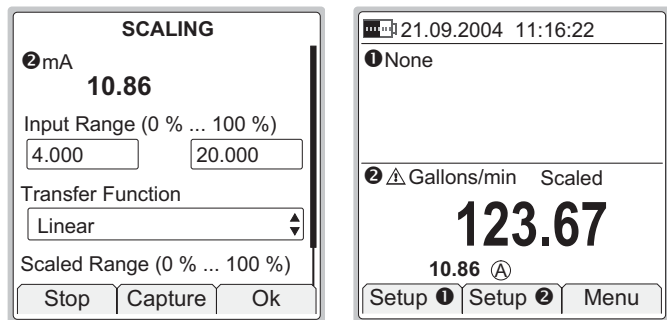 SCALING
❷mA
10.86
Input Range (0 % ... 100 %)
4.000 20.000
Transfer Function
Linear
Scaled Range (0 % ... 100 %)
Stop Capture Ok
21.09.2004 11:16:22
❶None
❷ ⚠ Gallons/min Scaled
123.67
10.86 Ⓐ
Setup ❶ Setup ❷ Menu